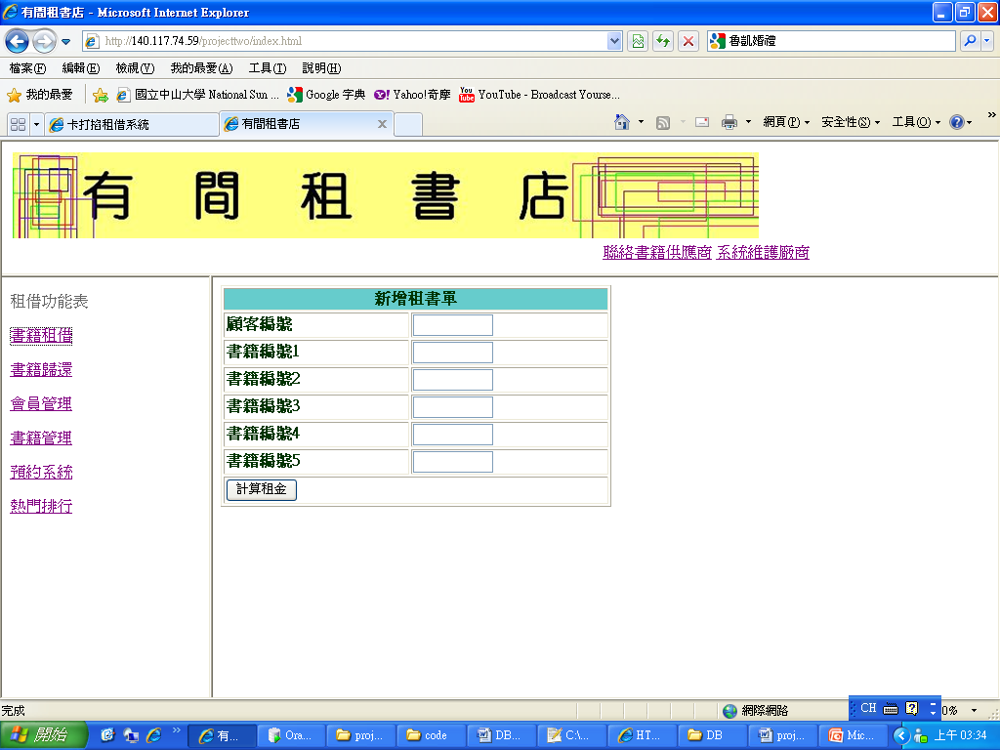 有間租書店 - Microsoft Internet Explorer
http://140.117.74.59/projecttwo/index.html
魯凱婚禮
檔案(F) 編輯(E) 檢視(V) 我的最愛(A) 工具(T) 說明(H)
我的最愛 國立中山大學 National Sun ... Google 字典 Yahoo!奇摩 YouTube - Broadcast Yourse...
卡打掐租借系統 有間租書店 網頁(P) 安全性(S) 工具(O) »
有間租書店
聯絡書籍供應商 系統維護廠商
租借功能表
書籍租借
書籍歸還
會員管理
書籍管理
預約系統
熱門排行
新增租書單
顧客編號
書籍編號1
書籍編號2
書籍編號3
書籍編號4
書籍編號5
計算租金
完成 網際網路 CH 0%
開始 » 有... Ora... proj... code DB... C:\... HT... DB proj... Mic... 上午 03:34